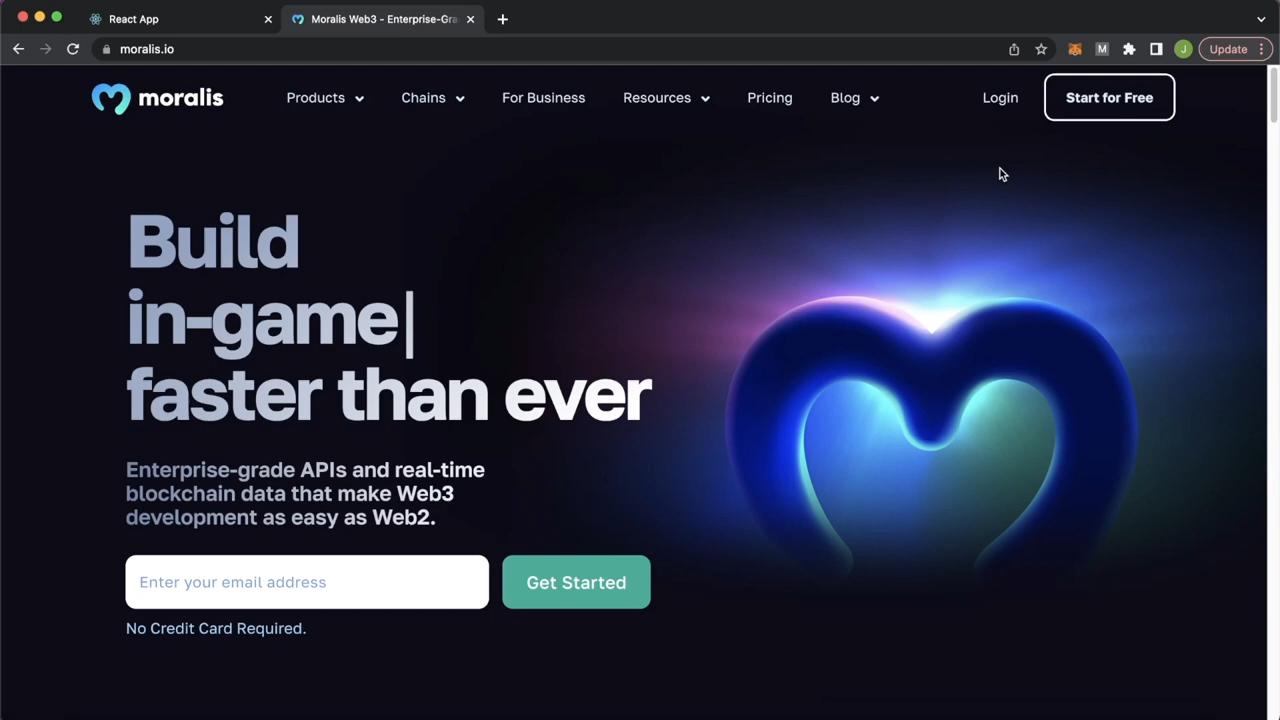 React App
Moralis Web3 - Enterprise-Gra
moralis.io
M
J
Update
moralis
Products
Chains
For Business
Resources
Pricing
Blog
Login
Start for Free
Build
in-game|
faster than ever
Enterprise-grade APIs and real-time
blockchain data that make Web3
development as easy as Web2.
Enter your email address
Get Started
No Credit Card Required.